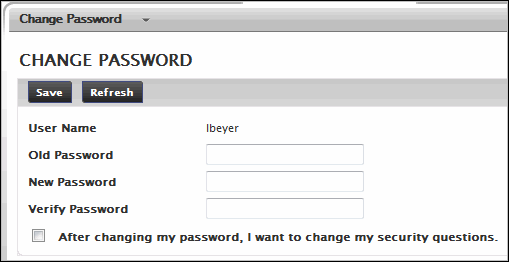 Change Password
CHANGE PASSWORD
Save Refresh
User Name lbeyer
Old Password
New Password
Verify Password
After changing my password, I want to change my security questions.